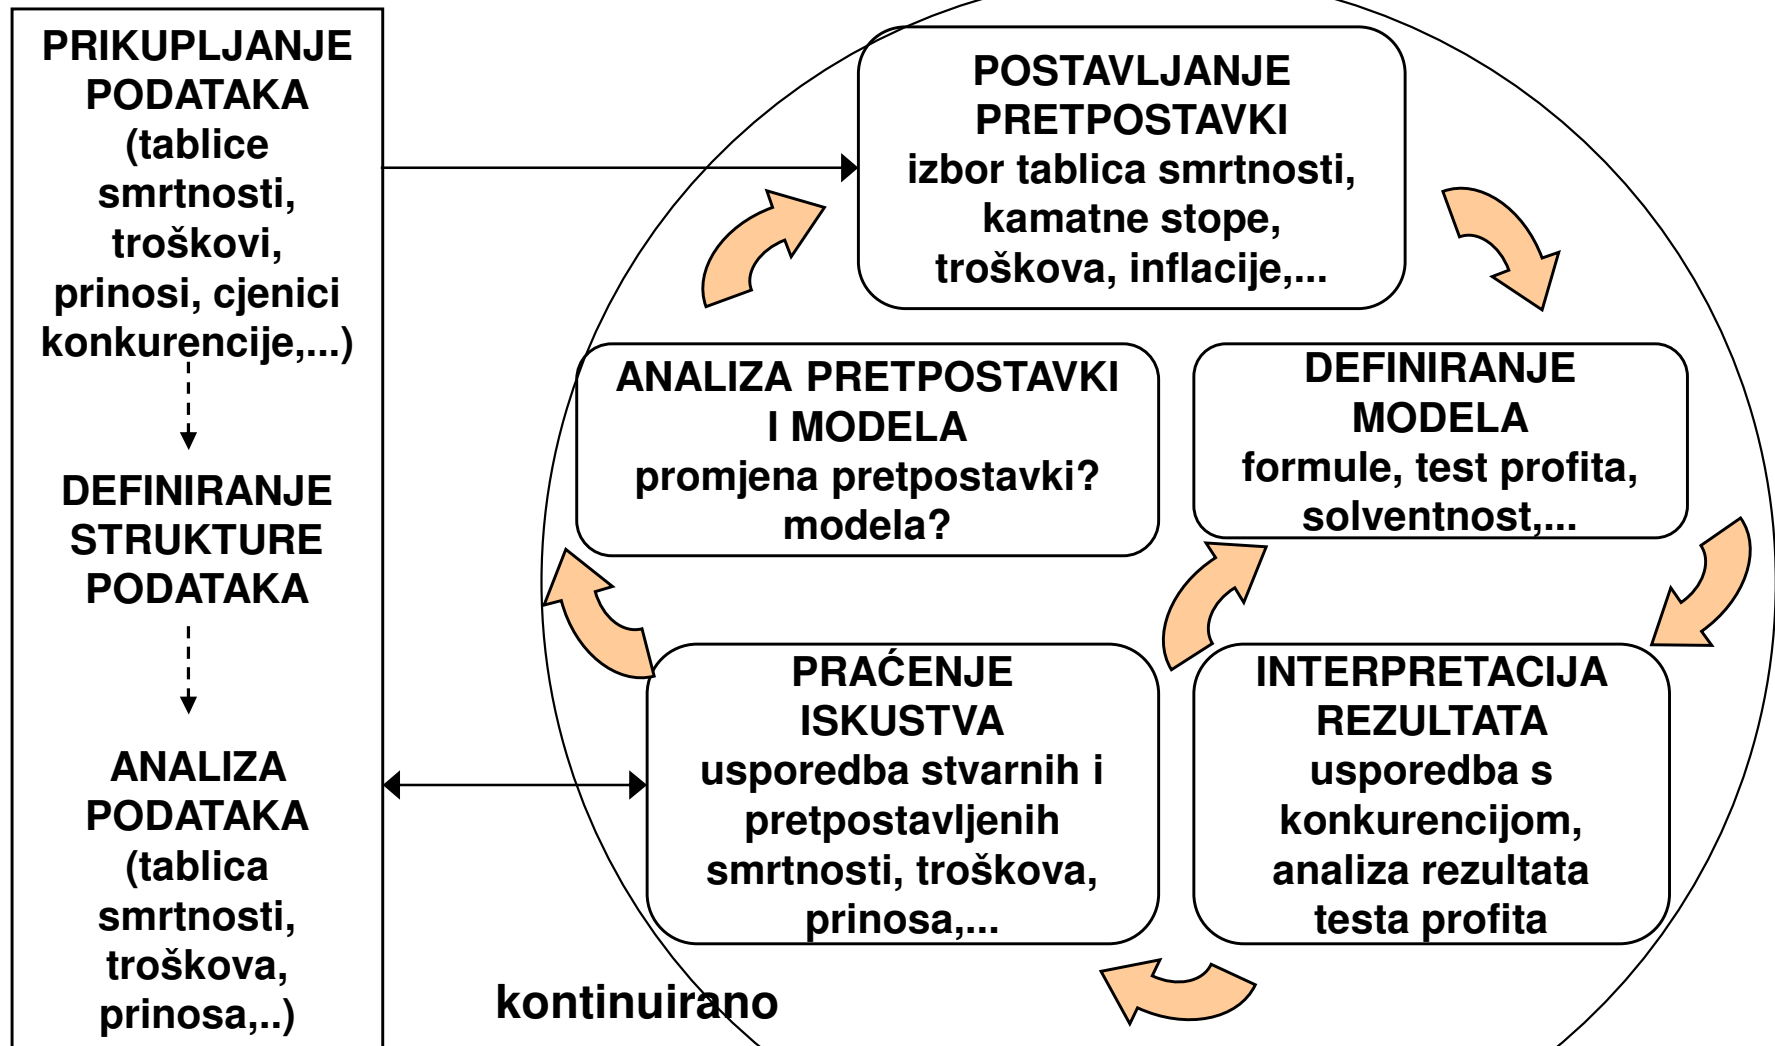 PRIKUPLJANJE
PODATAKA
(tablice
smrtnosti,
troškovi,
prinosi, cjenici
konkurencije,...)
DEFINIRANJE
STRUKTURE
PODATAKA
ANALIZA
PODATAKA
(tablica
smrtnosti,
troškova,
prinosa,..)
POSTAVLJANJE
PRETPOSTAVKI
izbor tablica smrtnosti,
kamatne stope,
troškova, inflacije,...
ANALIZA PRETPOSTAVKI
I MODELA
promjena pretpostavki?
modela?
DEFINIRANJE
MODELA
formule, test profita,
solventnost,...
PRAĆENJE
ISKUSTVA
usporedba stvarnih i
pretpostavljenih
smrtnosti, troškova,
prinosa,...
INTERPRETACIJA
REZULTATA
usporedba s
konkurencijom,
analiza rezultata
testa profita
kontinuirano